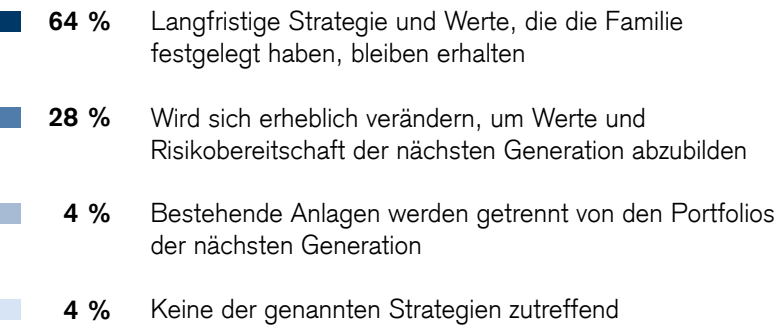 64 % Langfristige Strategie und Werte, die die Familie
festgelegt haben, bleiben erhalten
28 % Wird sich erheblich verändern, um Werte und
Risikobereitschaft der nächsten Generation abzubilden
4 % Bestehende Anlagen werden getrennt von den Portfolios
der nächsten Generation
4 % Keine der genannten Strategien zutreffend